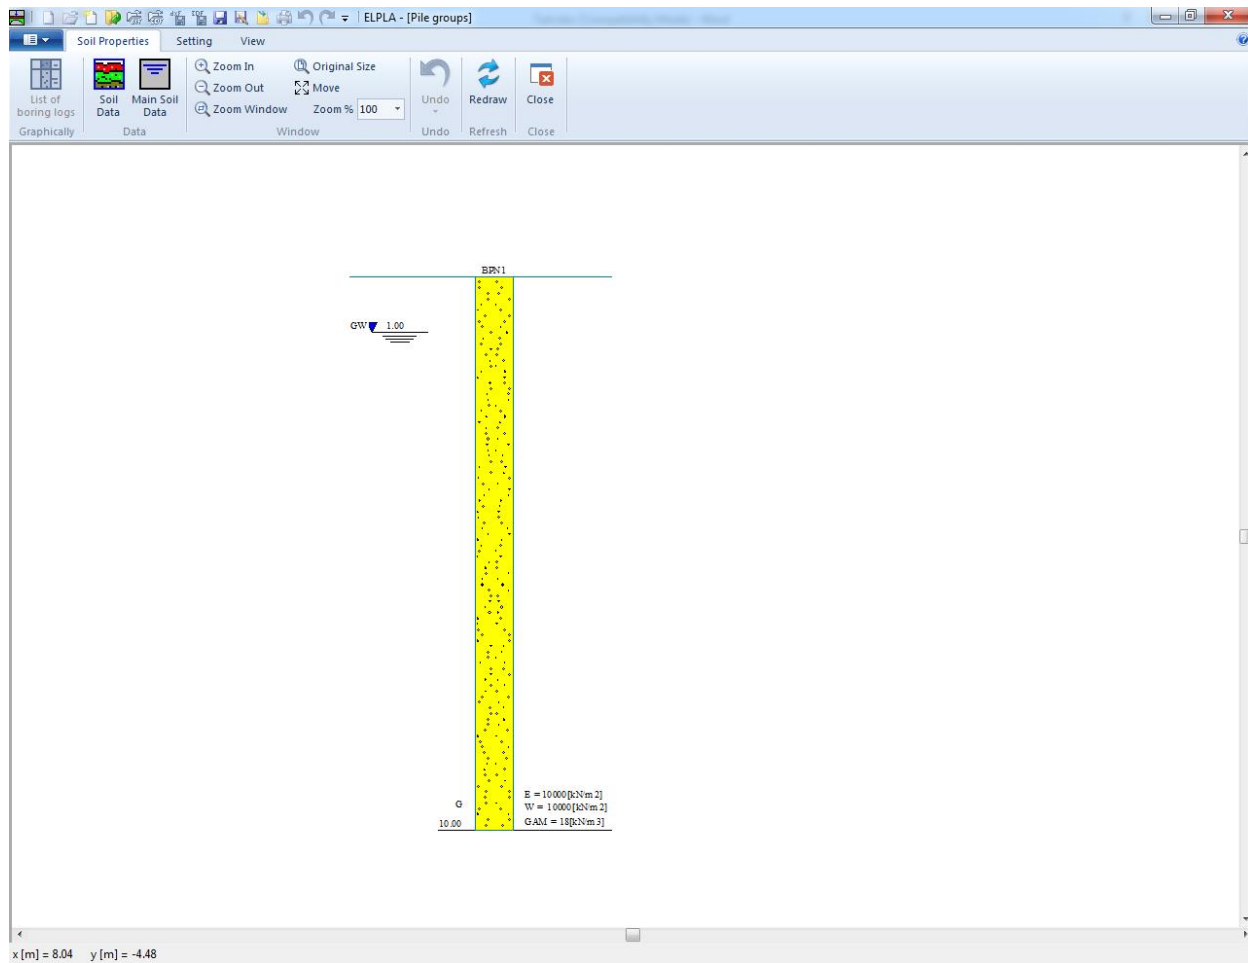 ELPLA - [Pile groups]
Soil Properties Setting View
Zoom In Original Size
Zoom Out Move
Zoom Window Zoom % 100
List of boring logs
Soil Data
Main Soil Data
Undo
Redraw
Close
Graphically Data Window Undo Refresh Close
BPN1
GW 1.00
E = 10000[kN/m2]
G
W = 10000[kN/m2]
10.00 GAM = 18[kN/m3]
x [m] = 8.04 y [m] = -4.48